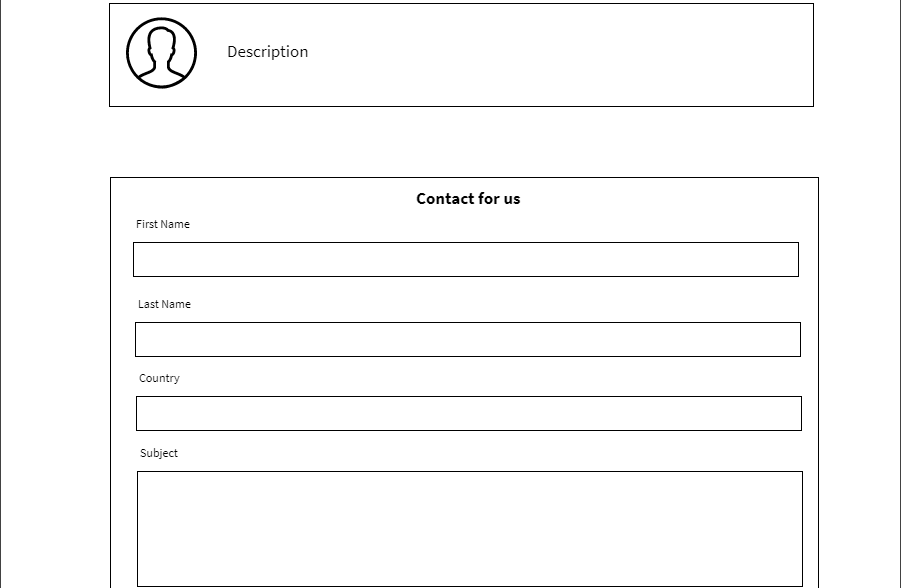 Description
Contact for us
First Name
Last Name
Country
Subject